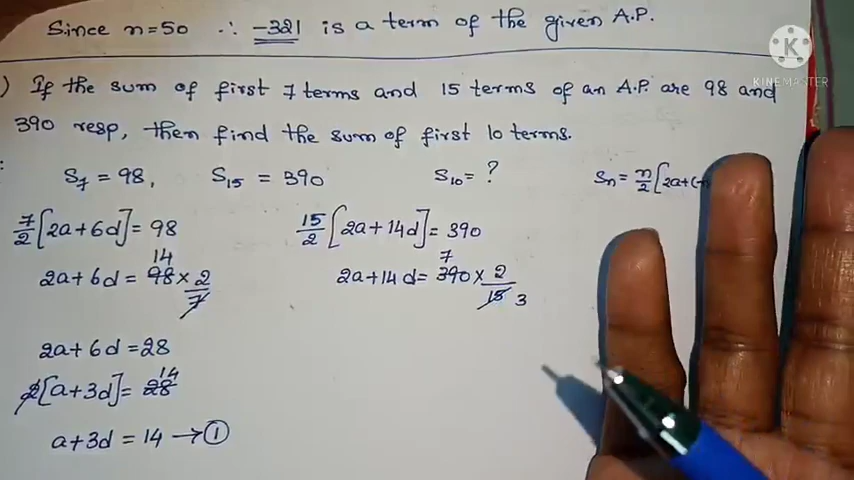 Since n=50 ∴ -321 is a term of the given A.P.
KINEMASTER
) If the sum of first 7 terms and 15 terms of an A.P. are 98 and
390 resp, then find the sum of first 10 terms.
:
S₇ = 98, S₁₅ = 390 S₁₀ = ? Sn = n/2 [2a+(n
7/2 [2a+6d] = 98 15/2 [2a+14d] = 390
14 7
2a+6d = 98 × 2/7 2a+14d = 390 × 2/15 3
2a+6d = 28
14
2[a+3d] = 28
a+3d = 14 → ①